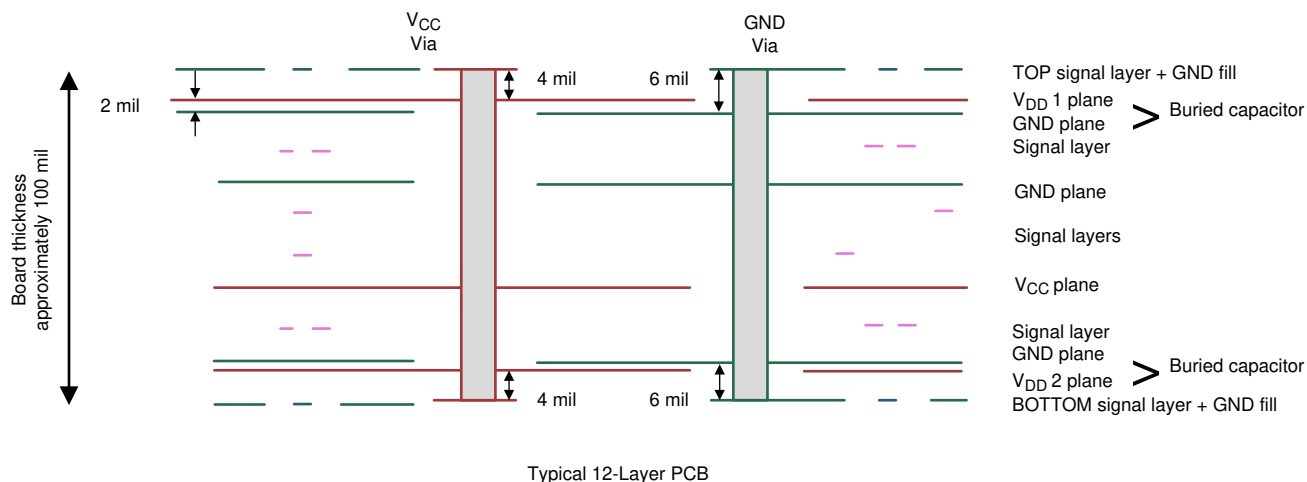 VCC
Via
GND
Via
4 mil
6 mil
2 mil
Board thickness
approximately 100 mil
TOP signal layer + GND fill
VDD 1 plane
GND plane
> Buried capacitor
Signal layer
GND plane
Signal layers
VCC plane
Signal layer
GND plane
VDD 2 plane
> Buried capacitor
BOTTOM signal layer + GND fill
4 mil
6 mil
Typical 12-Layer PCB